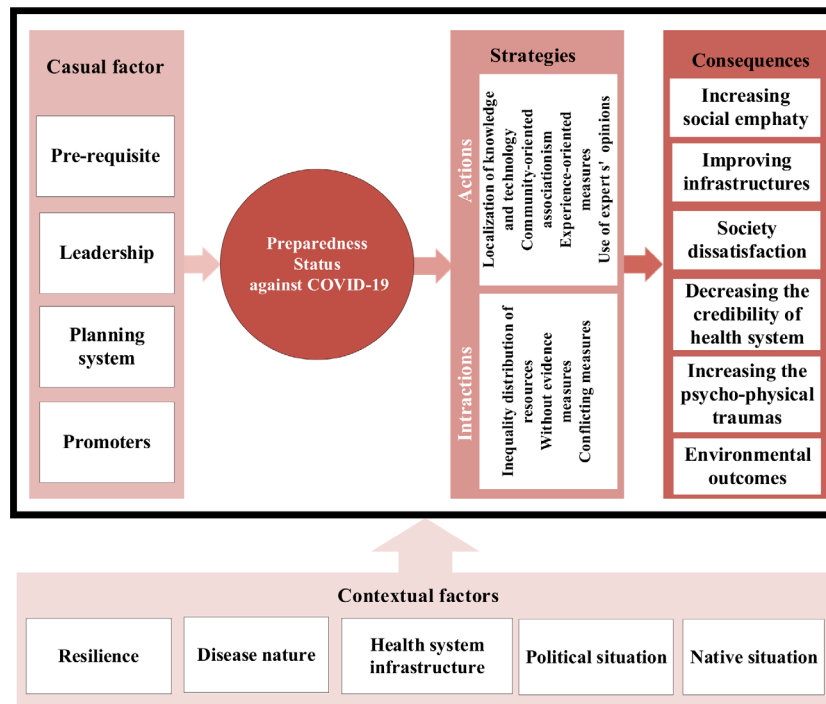 Casual factor
Pre-requisite
Leadership
Planning
system
Promoters
Preparedness
Status
against COVID-19
Strategies
Actions
Localization of knowledge
and technology
Community-oriented
associationism
Experience-oriented
measures
Use of expert s' opinions
Intractions
Inequality distribution of
resources
Without evidence
measures
Conflicting measures
Consequences
Increasing
social emphaty
Improving
infrastructures
Society
dissatisfaction
Decreasing the
credibility of
health system
Increasing the
psycho-physical
traumas
Environmental
outcomes
Contextual factors
Resilience
Disease nature
Health system
infrastructure
Political situation
Native situation